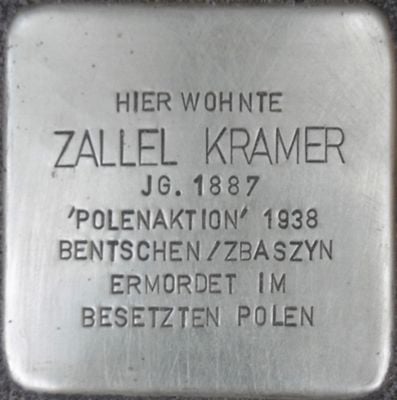 HIER WOHNTE
ZALLEL KRAMER
JG. 1887
'POLENAKTION' 1938
BENTSCHEN/ZBASZYN
ERMORDET IM
BESETZTEN POLEN